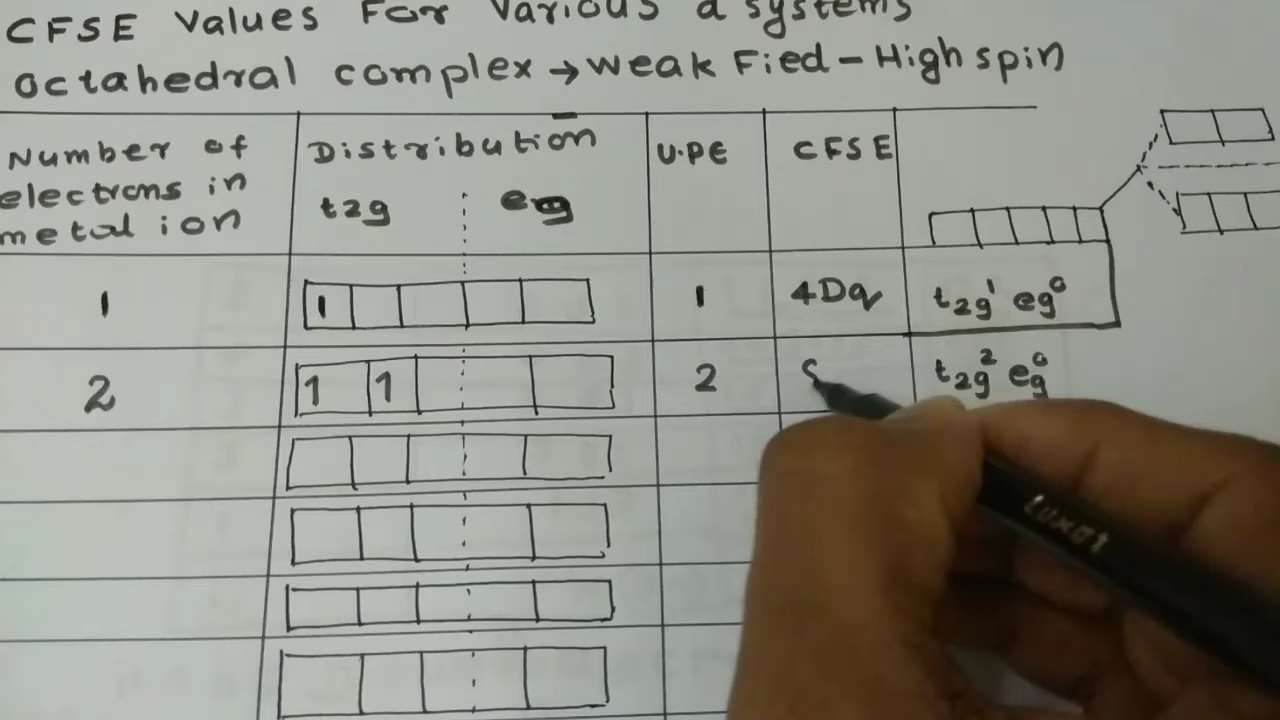 CFSE Values For Various d systems
octahedral complex → weak Fied - High spin
Number of electrons in metal ion
Distribution
t2g eg
U.PE
CFSE
1 1 1 4Dq t2g¹ eg⁰
2 1 1 2 t2g² eg⁰
Luxor